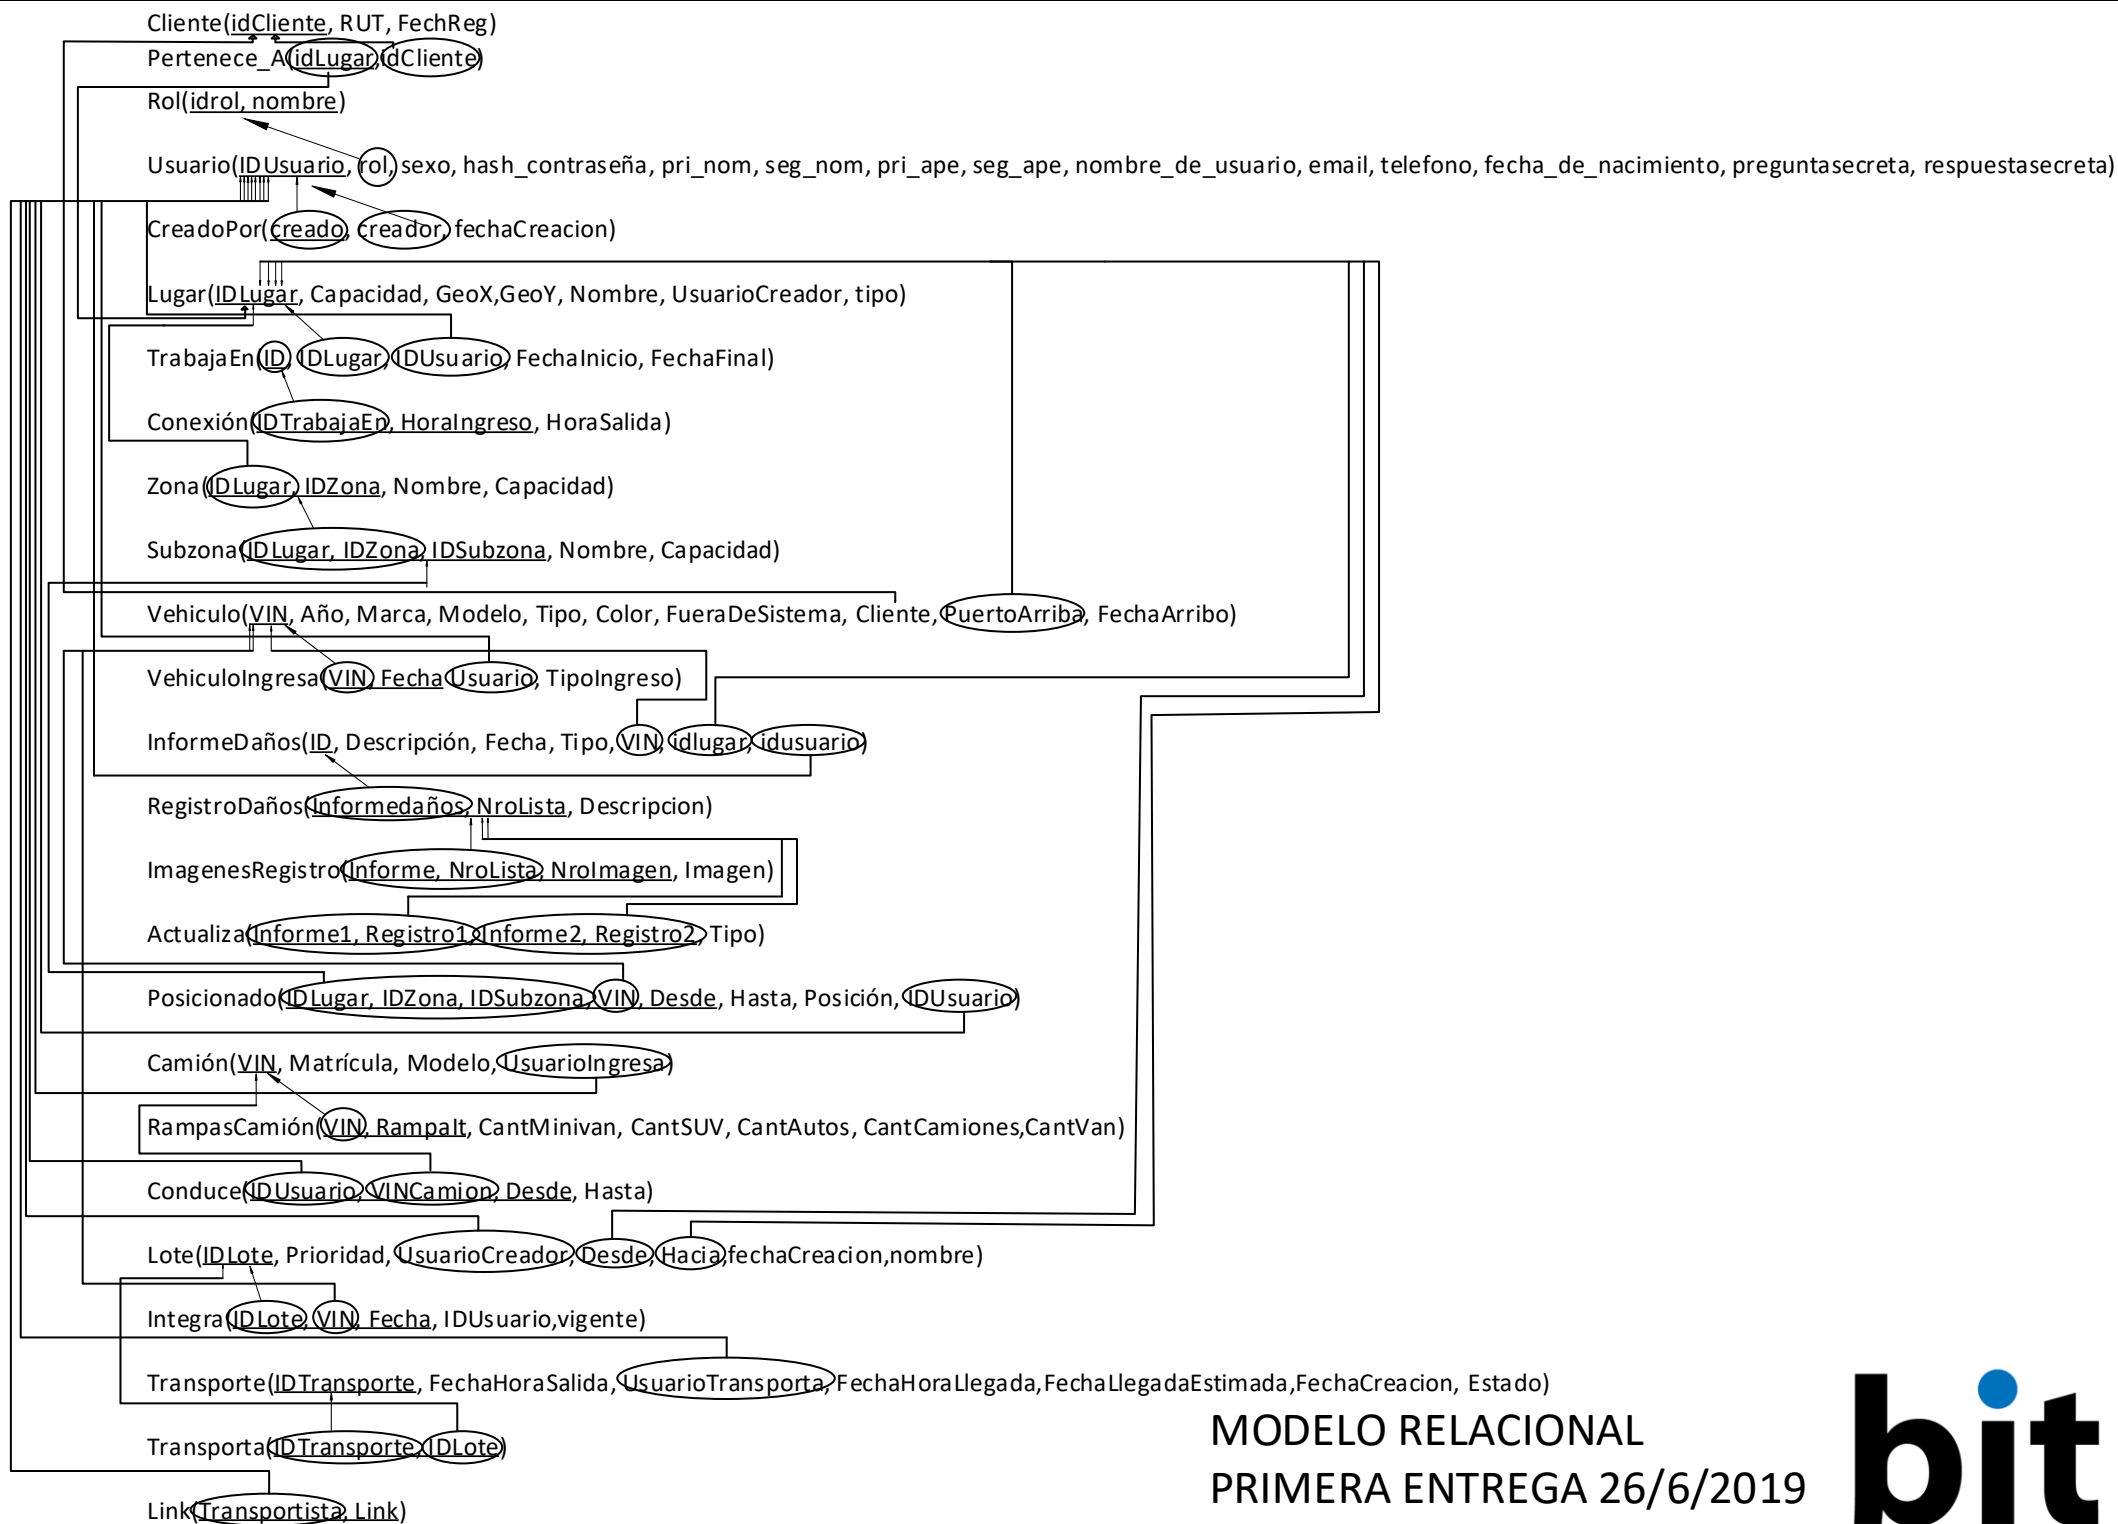 Cliente(idCliente, RUT, FechReg)
Pertenece_A(idLugar,idCliente)
Rol(idrol, nombre)
Usuario(IDUsuario, rol, sexo, hash_contraseña, pri_nom, seg_nom, pri_ape, seg_ape, nombre_de_usuario, email, telefono, fecha_de_nacimiento, preguntasecreta, respuestasecreta)
CreadoPor(creado, creador, fechaCreacion)
Lugar(IDLugar, Capacidad, GeoX,GeoY, Nombre, UsuarioCreador, tipo)
TrabajaEn(ID, IDLugar, IDUsuario, FechaInicio, FechaFinal)
Conexión(IDTrabajaEn, HoraIngreso, HoraSalida)
Zona(IDLugar, IDZona, Nombre, Capacidad)
Subzona(IDLugar, IDZona, IDSubzona, Nombre, Capacidad)
Vehiculo(VIN, Año, Marca, Modelo, Tipo, Color, FueraDeSistema, Cliente, PuertoArriba, FechaArribo)
VehiculoIngresa(VIN, Fecha Usuario, TipoIngreso)
InformeDaños(ID, Descripción, Fecha, Tipo, VIN, idlugar, idusuario)
RegistroDaños(Informedaños, NroLista, Descripcion)
ImagenesRegistro(Informe, NroLista, NroImagen, Imagen)
Actualiza(Informe1, Registro1, Informe2, Registro2, Tipo)
Posicionado(IDLugar, IDZona, IDSubzona, VIN, Desde, Hasta, Posición, IDUsuario)
Camión(VIN, Matrícula, Modelo, UsuarioIngresa)
RampasCamión(VIN, RampaIt, CantMinivan, CantSUV, CantAutos, CantCamiones,CantVan)
Conduce(IDUsuario, VINCamion, Desde, Hasta)
Lote(IDLote, Prioridad, UsuarioCreador, Desde, Hacia,fechaCreacion,nombre)
Integra(IDLote, VIN, Fecha, IDUsuario,vigente)
Transporte(IDTransporte, FechaHoraSalida, UsuarioTransporta, FechaHoraLlegada,FechaLlegadaEstimada,FechaCreacion, Estado)
Transporta(IDTransporte, IDLote)
Link(Transportista, Link)
MODELO RELACIONAL
PRIMERA ENTREGA 26/6/2019
bit